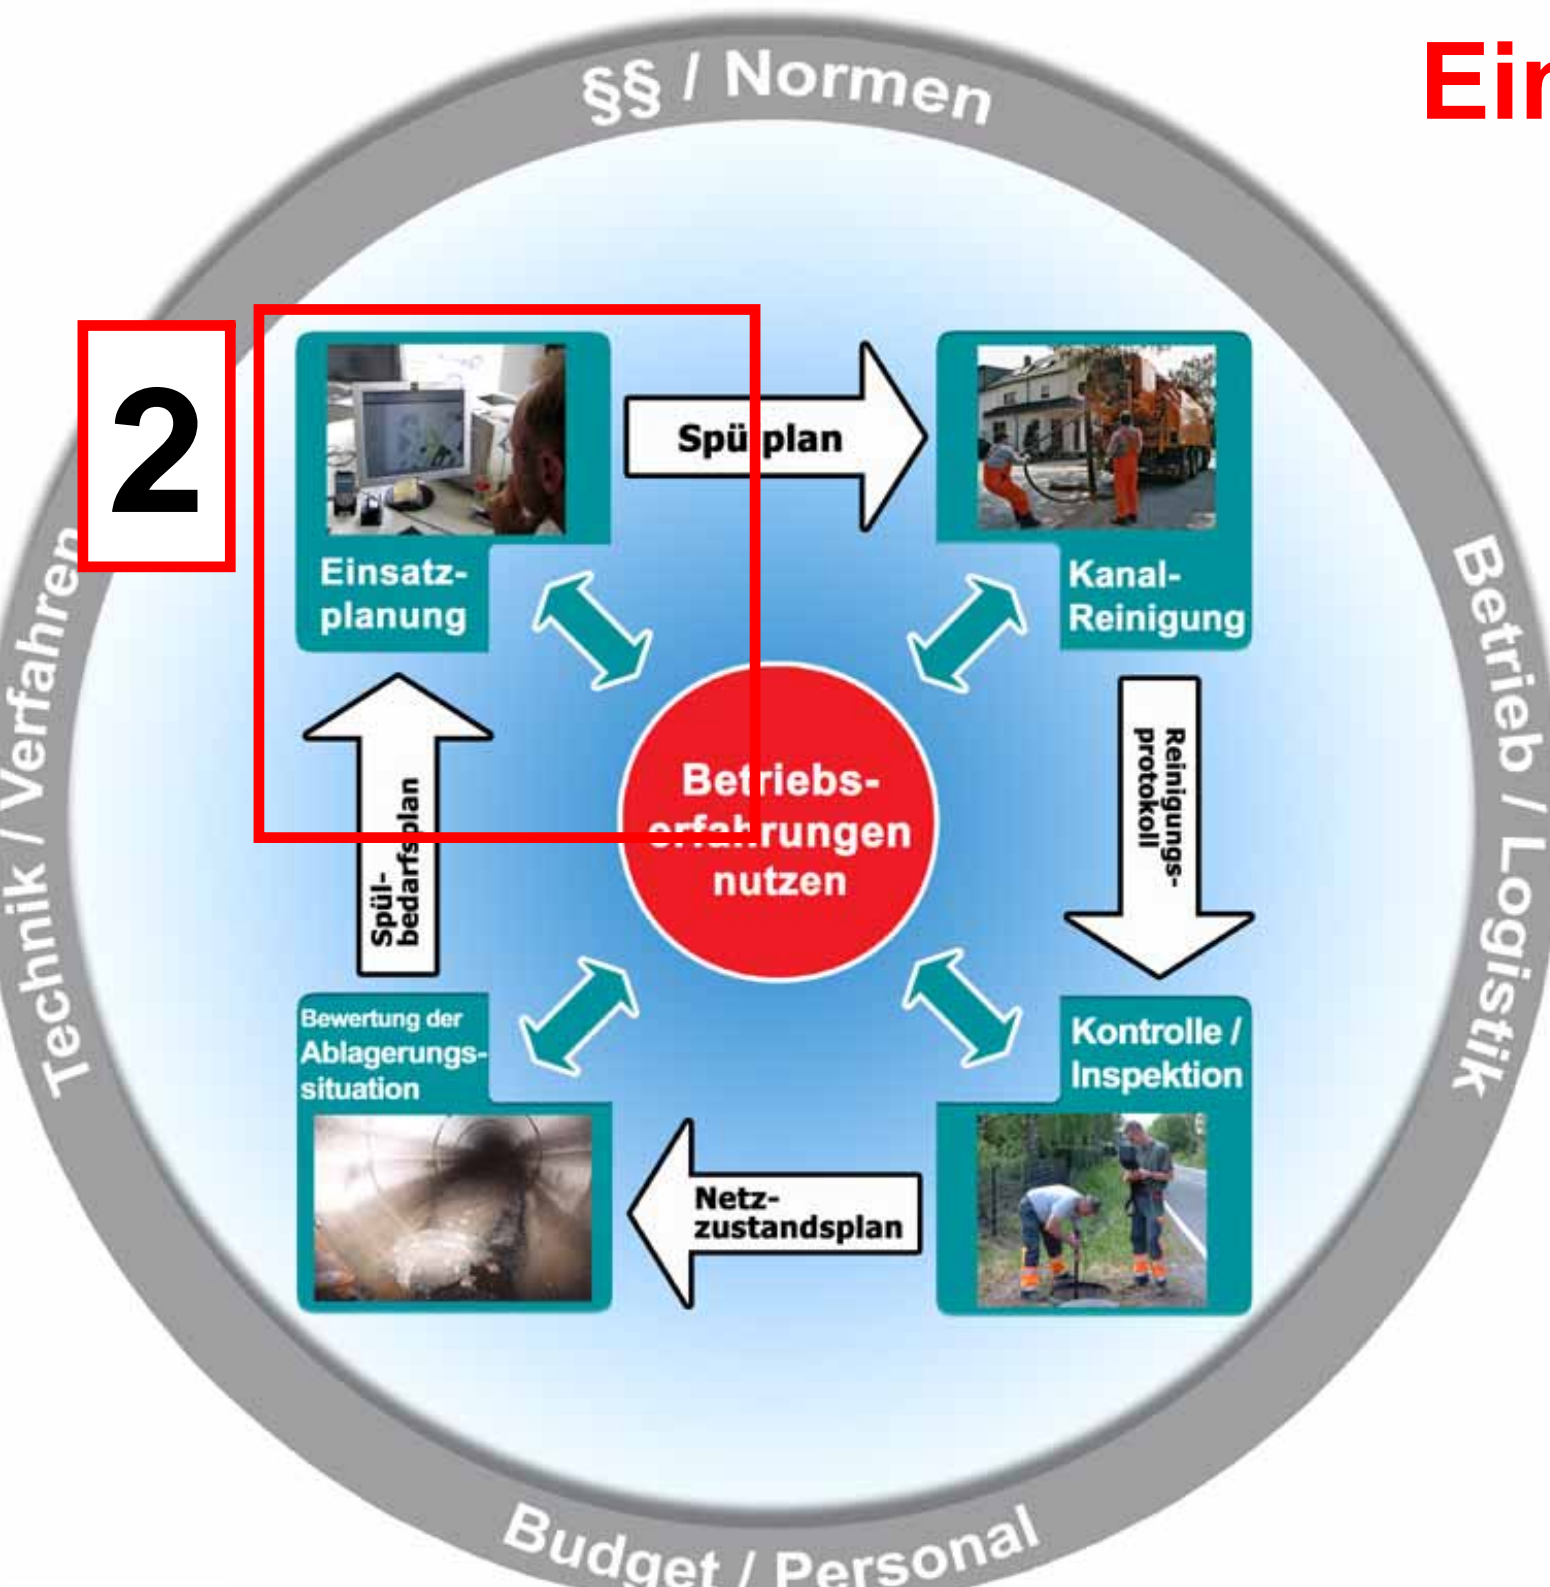 §§ / Normen
Ein
2
Spülplan
Einsatz-
planung
Kanal-
Reinigung
Technik / Verfahren
Betrieb / Logistik
Betriebs-
erfahrungen
nutzen
Spül-
bedarfsplan
Reinigungs-
protokoll
Bewertung der
Ablagerungs-
situation
Kontrolle /
Inspektion
Netz-
zustandsplan
Budget / Personal